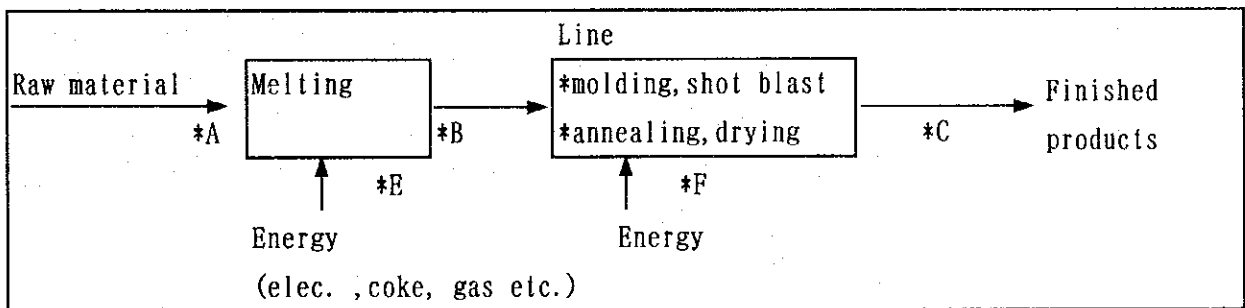 Line
Raw material
Melting
*molding, shot blast
Finished
*A
*B
*annealing, drying
*C
products
*E
*F
Energy
Energy
(elec. ,coke, gas etc.)